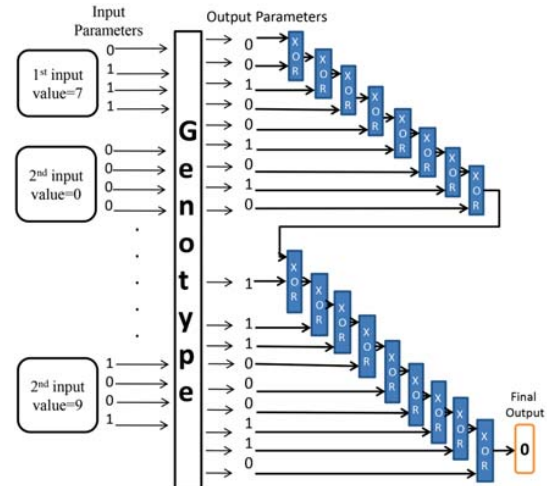 Input
Parameters
0
1
1
1
1st input
value=7
0
0
0
0
2nd input
value=0
1
0
0
1
2nd input
value=9
Genotype
Output Parameters
0
0
1
0
0
1
0
1
0
XOR
XOR
XOR
XOR
XOR
XOR
XOR
XOR
1
1
1
0
0
0
1
1
0
XOR
XOR
XOR
XOR
XOR
XOR
XOR
XOR
XOR
Final
Output
0